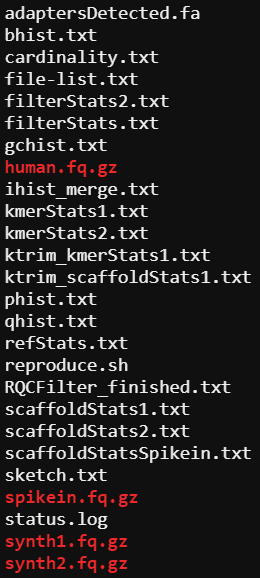 adaptersDetected.fa
bhist.txt
cardinality.txt
file-list.txt
filterStats2.txt
filterStats.txt
gchist.txt
human.fq.gz
ihist_merge.txt
kmerStats1.txt
kmerStats2.txt
ktrim_kmerStats1.txt
ktrim_scaffoldStats1.txt
phist.txt
qhist.txt
refStats.txt
reproduce.sh
RQCFilter_finished.txt
scaffoldStats1.txt
scaffoldStats2.txt
scaffoldStatsSpikein.txt
sketch.txt
spikein.fq.gz
status.log
synth1.fq.gz
synth2.fq.gz